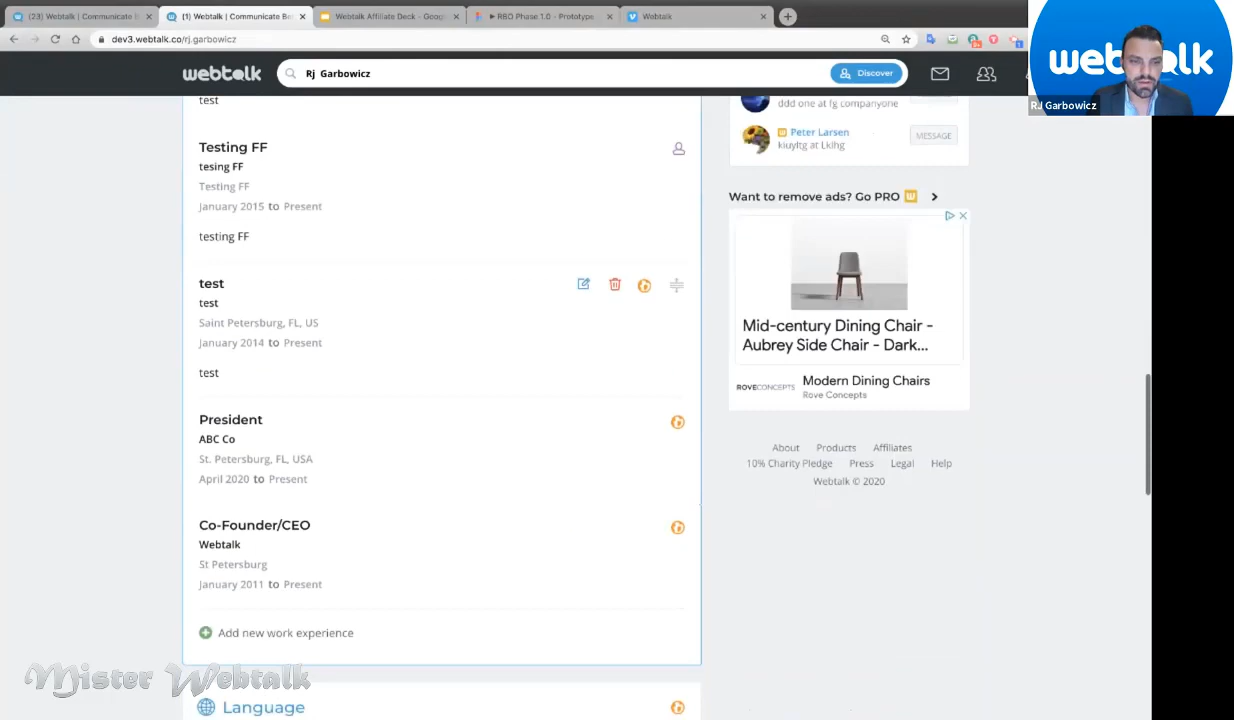 (23) Webtalk | Communicate B
(1) Webtalk | Communicate Be
Webtalk Affiliate Deck - Goog
RBO Phase 1.0 - Prototype
Webtalk
dev3.webtalk.co/rj.garbowicz
webtalk
Rj Garbowicz
Discover
webtalk
RJ Garbowicz
test
Testing FF
tesing FF
Testing FF
January 2015 to Present
testing FF
test
test
Saint Petersburg, FL, US
January 2014 to Present
test
President
ABC Co
St. Petersburg, FL, USA
April 2020 to Present
Co-Founder/CEO
Webtalk
St Petersburg
January 2011 to Present
Add new work experience
Language
ddd one at fg companyone
Peter Larsen
MESSAGE
kiuyltg at Lklhg
Want to remove ads? Go PRO
Mid-century Dining Chair -
Aubrey Side Chair - Dark...
ROVECONCEPTS
Modern Dining Chairs
Rove Concepts
About Products Affiliates
10% Charity Pledge Press Legal Help
Webtalk © 2020
Mister Webtalk